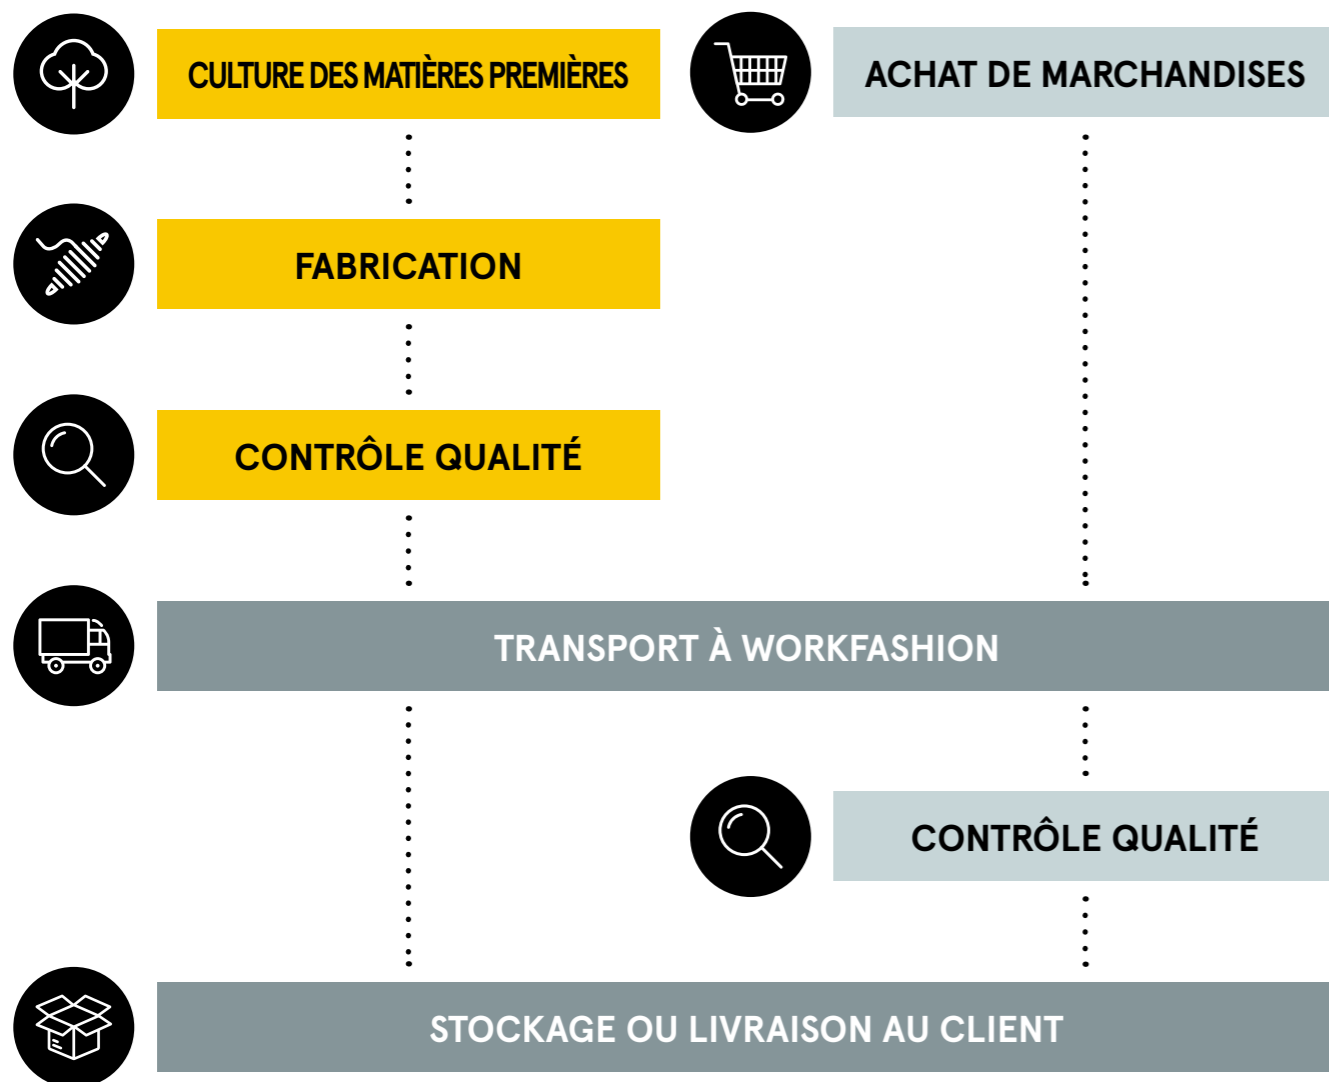 CULTURE DES MATIÈRES PREMIÈRES
ACHAT DE MARCHANDISES
FABRICATION
CONTRÔLE QUALITÉ
TRANSPORT À WORKFASHION
CONTRÔLE QUALITÉ
STOCKAGE OU LIVRAISON AU CLIENT